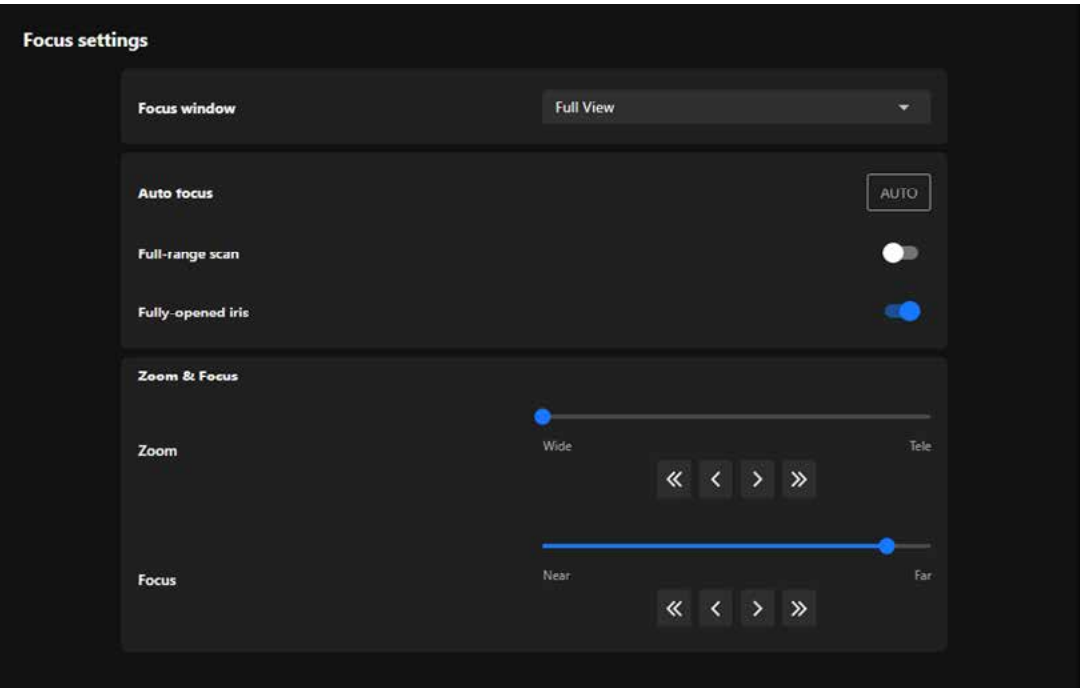 Focus settings
Focus window
Full View
Auto focus
AUTO
Full-range scan
Fully-opened iris
Zoom & Focus
Zoom
Wide
Tele
Focus
Near
Far